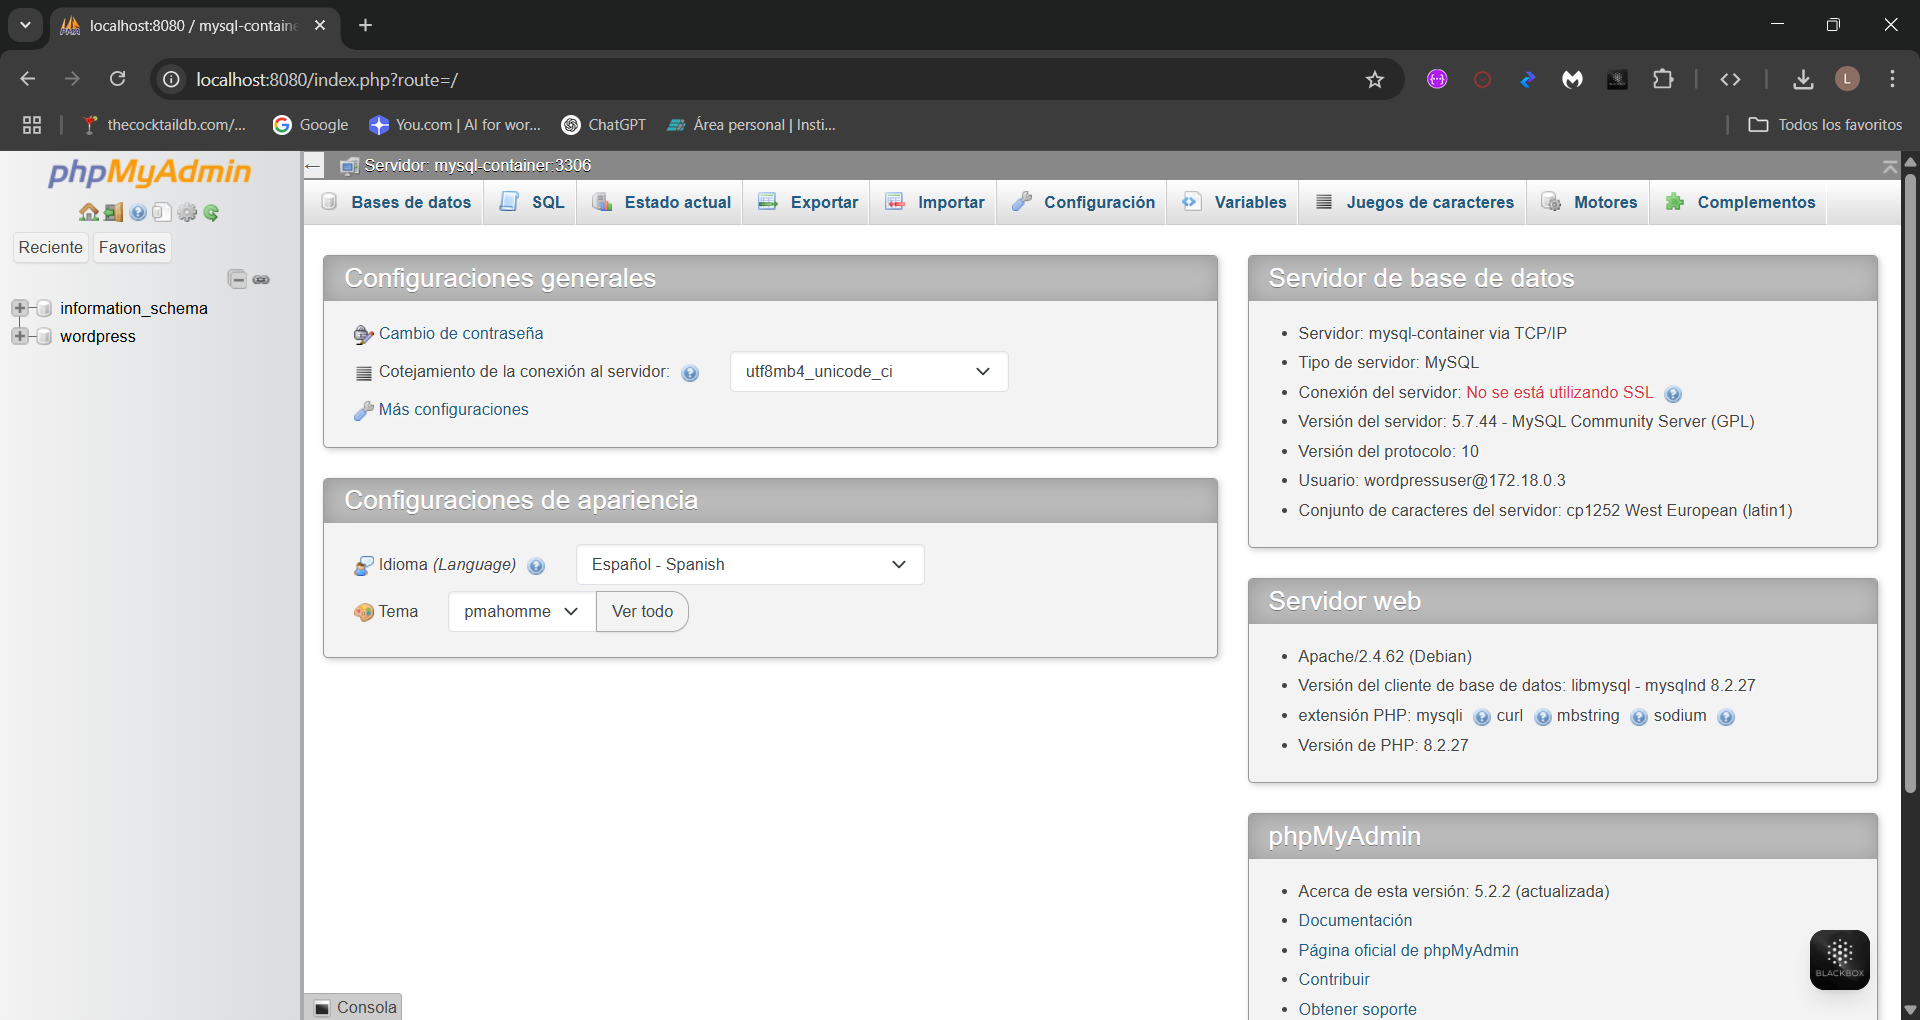 localhost:8080 / mysql-containe
localhost:8080/index.php?route=/
L
thecocktaildb.com/...
Google
You.com | AI for wor...
ChatGPT
Área personal | Insti...
Todos los favoritos
phpMyAdmin
Reciente
Favoritas
information_schema
wordpress
Servidor: mysql-container:3306
Bases de datos
SQL
Estado actual
Exportar
Importar
Configuración
Variables
Juegos de caracteres
Motores
Complementos
Configuraciones generales
Cambio de contraseña
Cotejamiento de la conexión al servidor:
utf8mb4_unicode_ci
Más configuraciones
Configuraciones de apariencia
Idioma (Language)
Español - Spanish
Tema
pmahomme
Ver todo
Servidor de base de datos
Servidor: mysql-container via TCP/IP
Tipo de servidor: MySQL
Conexión del servidor: No se está utilizando SSL
Versión del servidor: 5.7.44 - MySQL Community Server (GPL)
Versión del protocolo: 10
Usuario: wordpressuser@172.18.0.3
Conjunto de caracteres del servidor: cp1252 West European (latin1)
Servidor web
Apache/2.4.62 (Debian)
Versión del cliente de base de datos: libmysql - mysqlnd 8.2.27
extensión PHP: mysqli curl mbstring sodium
Versión de PHP: 8.2.27
phpMyAdmin
Acerca de esta versión: 5.2.2 (actualizada)
Documentación
Página oficial de phpMyAdmin
Contribuir
Obtener soporte
BLACKBOX
Consola